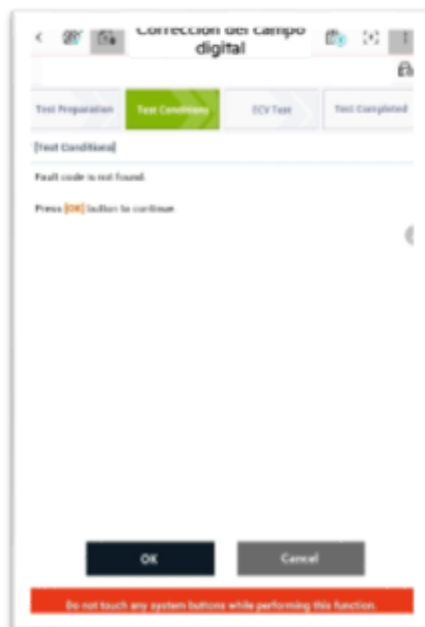 Corrección del campo
digital
Test Preparation
Test Conditions
ECV Test
Test Completed
[Test Conditions]
Fault code is not found.
Press [OK] button to continue
OK
Cancel
Do not touch any system buttons while performing this function.